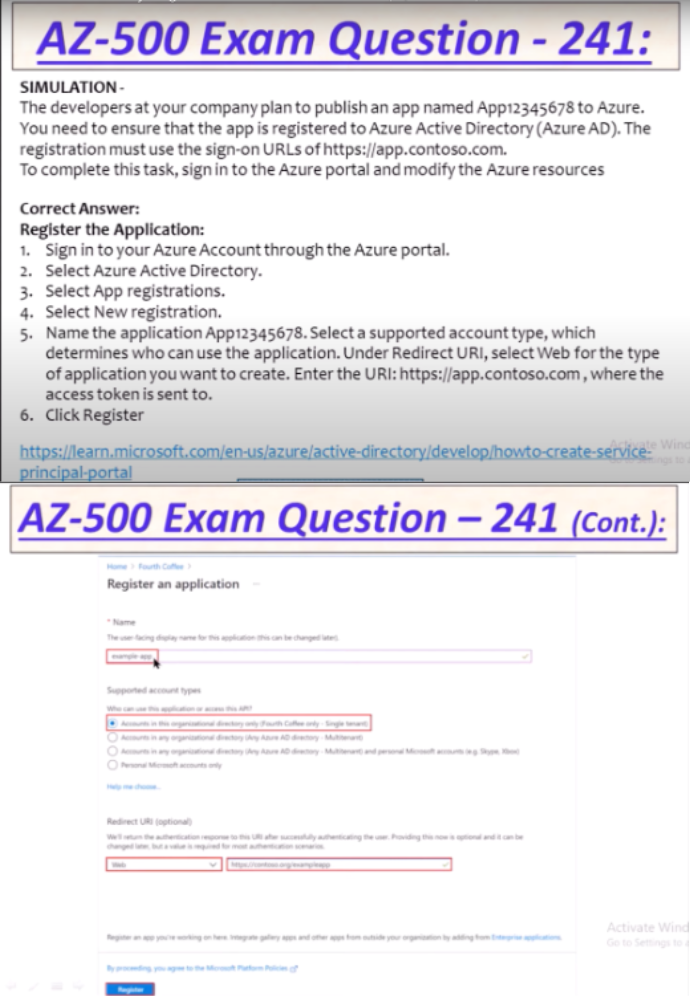 AZ-500 Exam Question - 241:
SIMULATION -
The developers at your company plan to publish an app named App12345678 to Azure.
You need to ensure that the app is registered to Azure Active Directory (Azure AD). The
registration must use the sign-on URLs of https://app.contoso.com.
To complete this task, sign in to the Azure portal and modify the Azure resources
Correct Answer:
Register the Application:
1. Sign in to your Azure Account through the Azure portal.
2. Select Azure Active Directory.
3. Select App registrations.
4. Select New registration.
5. Name the application App12345678. Select a supported account type, which
determines who can use the application. Under Redirect URI, select Web for the type
of application you want to create. Enter the URI: https://app.contoso.com , where the
access token is sent to.
6. Click Register
Activate Wind
https://learn.microsoft.com/en-us/azure/active-directory/develop/howto-create-service-
principal-portal
AZ-500 Exam Question – 241 (Cont.):
Home > Fourth Coffee >
Register an application
* Name
The user-facing display name for this application (this can be changed later).
example-app
Supported account types
Who can use this application or access this API?
Accounts in this organizational directory only (Fourth Coffee only - Single tenant)
Accounts in any organizational directory (Any Azure AD directory - Multitenant)
Accounts in any organizational directory (Any Azure AD directory - Multitenant) and personal Microsoft accounts (e.g. Skype, Xbox)
Personal Microsoft accounts only
Help me choose...
Redirect URI (optional)
We'll return the authentication response to this URI after successfully authenticating the user. Providing this now is optional and it can be
changed later, but a value is required for most authentication scenarios.
Web
https://contoso.org/exampleapp
Activate Wind
Go to Settings to a
Register an app you're working on here. Integrate gallery apps and other apps from outside your organization by adding from Enterprise applications.
By proceeding, you agree to the Microsoft Platform Policies
Register